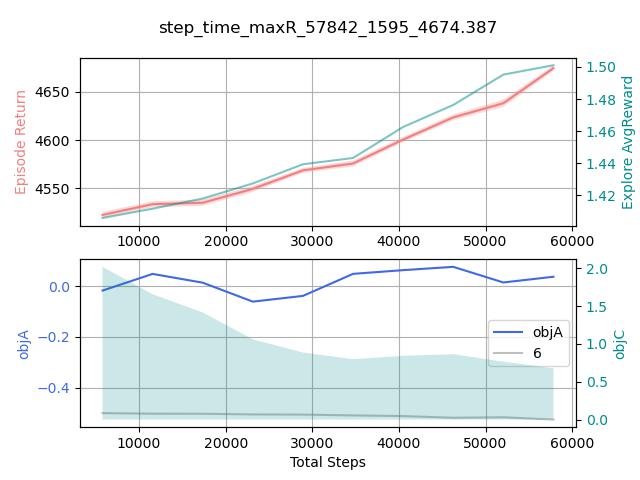 step_time_maxR_57842_1595_4674.387
Episode Return
4650
4600
4550
1.50
1.48
1.46
1.44
1.42
Explore AvgReward
10000 20000 30000 40000 50000 60000
objA
0.0
−0.2
−0.4
2.0
1.5
1.0
0.5
0.0
objC
objA
6
10000 20000 30000 40000 50000 60000
Total Steps